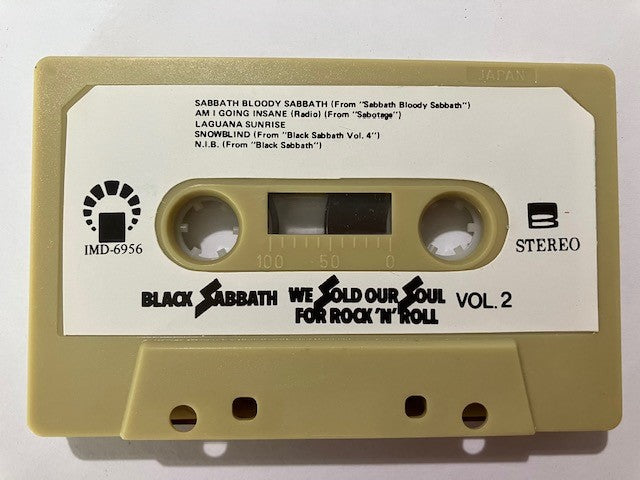 JAPAN
SABBATH BLOODY SABBATH (From "Sabbath Bloody Sabbath")
AM I GOING INSANE (Radio) (From "Sabotage")
LAGUANA SUNRISE
SNOWBLIND (From "Black Sabbath Vol. 4")
N.I.B. (From "Black Sabbath")
IMD-6956
B
STEREO
100 50 0
BLACK SABBATH WE SOLD OUR SOUL
FOR ROCK 'N' ROLL
VOL. 2